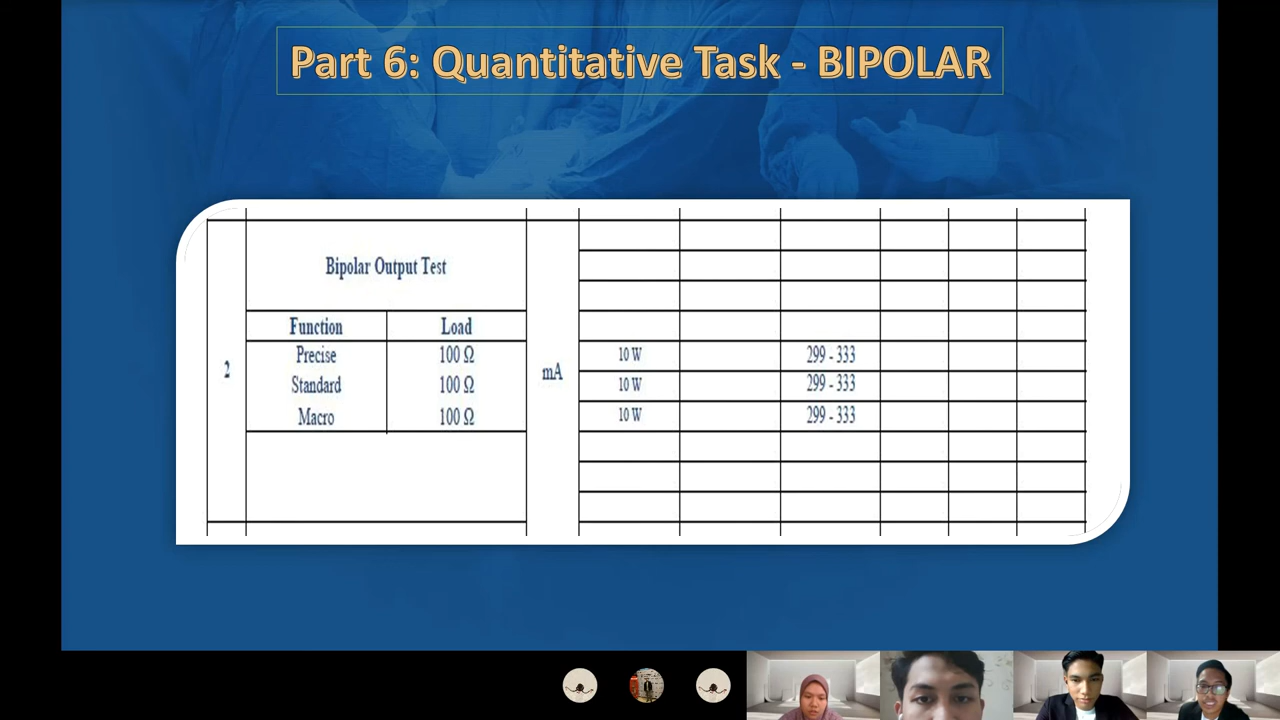 Part 6: Quantitative Task - BIPOLAR
Bipolar Output Test
Function Load
Precise 100 Ω 10 W 299 - 333
2 mA
Standard 100 Ω 10 W 299 - 333
Macro 100 Ω 10 W 299 - 333